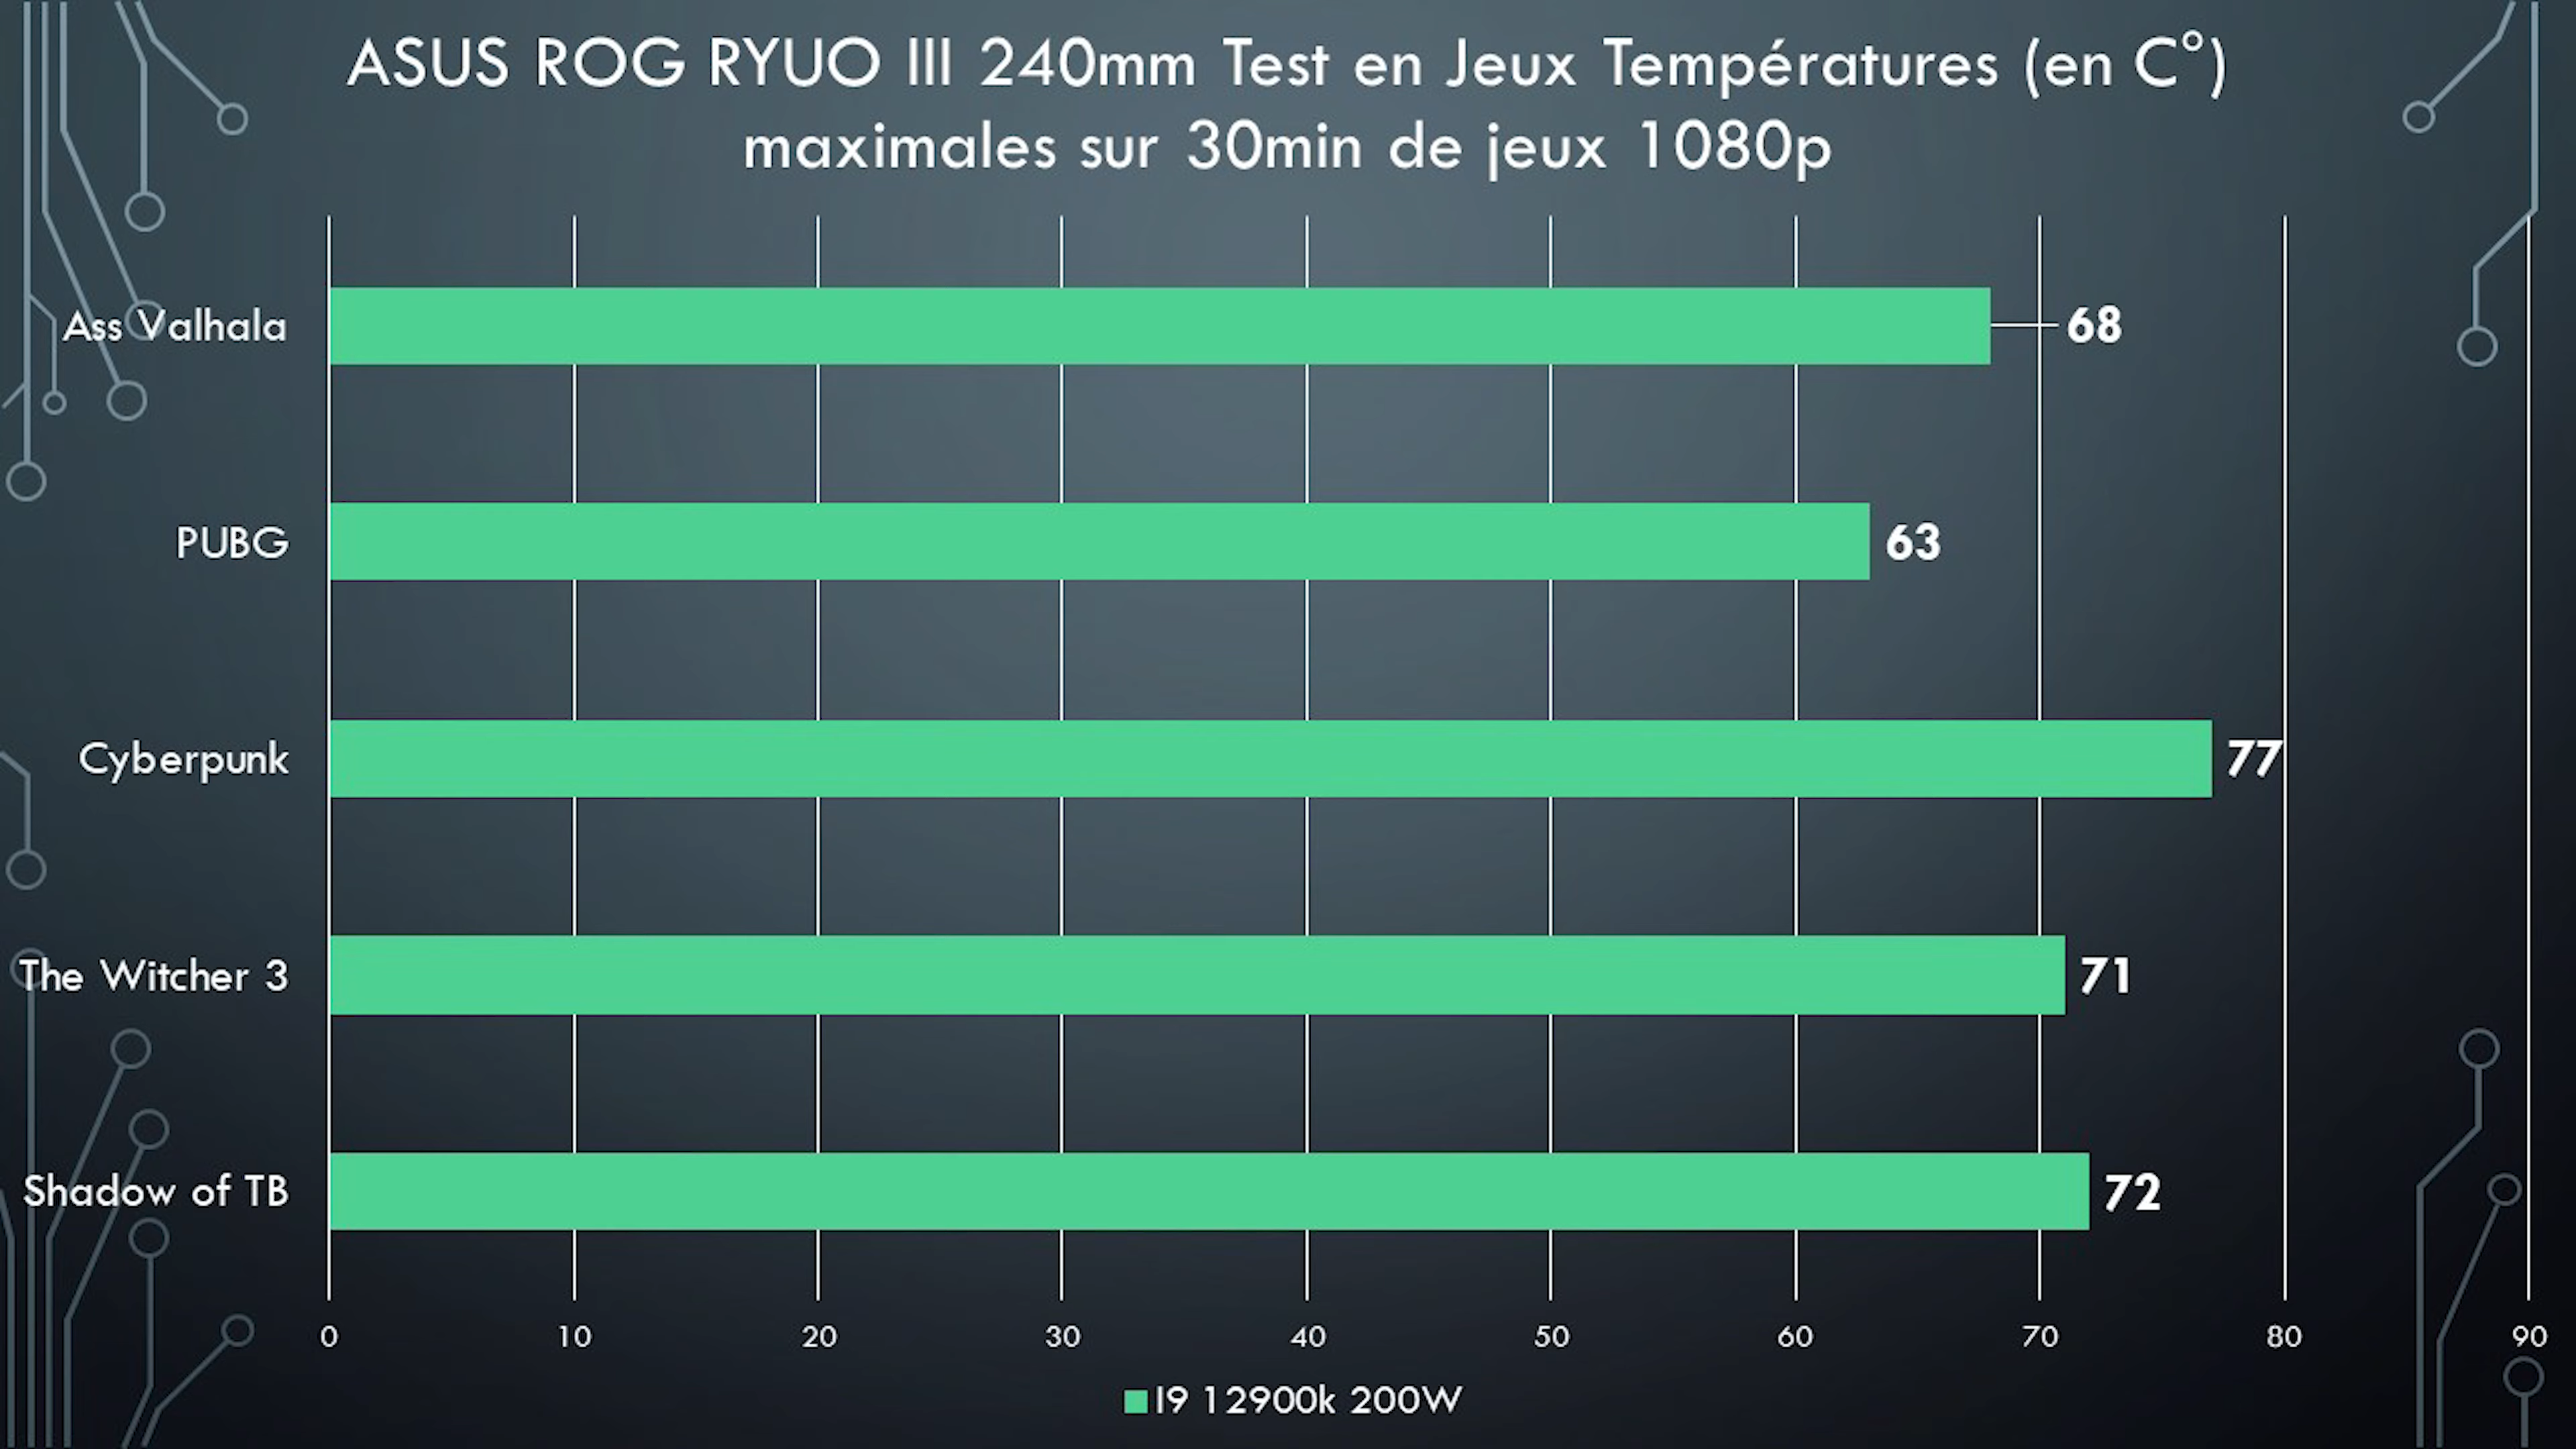 ASUS ROG RYUO III 240mm Test en Jeux Températures (en C°)
maximales sur 30min de jeux 1080p
Ass Valhala 68
PUBG 63
Cyberpunk 77
The Witcher 3 71
Shadow of TB 72
0 10 20 30 40 50 60 70 80 90
I9 12900k 200W